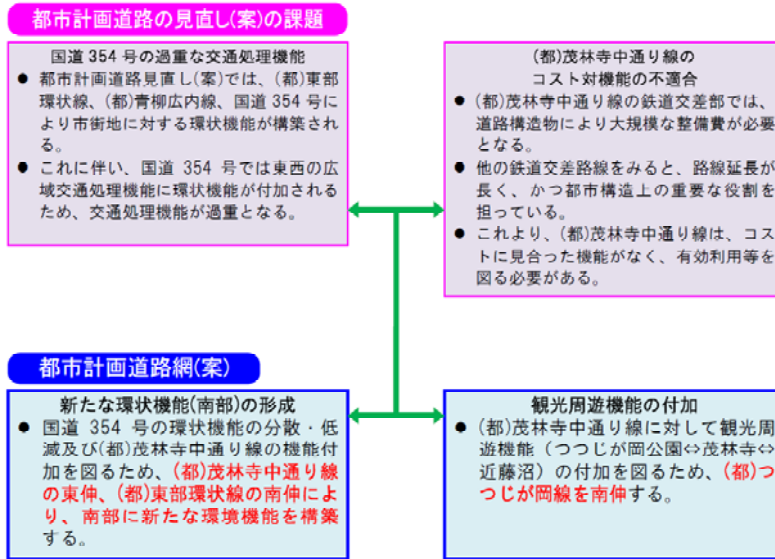 都市計画道路の見直し(案)の課題
国道354号の過重な交通処理機能
● 都市計画道路見直し(案)では、(都)東部
環状線、(都)青柳広内線、国道354号に
より市街地に対する環状機能が構築され
る。
● これに伴い、国道 354 号では東西の広
域交通処理機能に環状機能が付加される
ため、交通処理機能が過重となる。
(都)茂林寺中通り線の
コスト対機能の不適合
● (都)茂林寺中通り線の鉄道交差部では、
道路構造物により大規模な整備費が必要
となる。
● 他の鉄道交差路線をみると、路線延長が
長く、かつ都市構造上の重要な役割を
担っている。
● これより、(都)茂林寺中通り線は、コス
トに見合った機能がなく、有効利用等を
図る必要がある。
都市計画道路網(案)
新たな環状機能(南部)の形成
● 国道 354 号の環状機能の分散・低
減及び(都)茂林寺中通り線の機能付
加を図るため、(都)茂林寺中通り線
の東伸、(都)東部環状線の南伸によ
り、南部に新たな環境機能を構築
する。
観光周遊機能の付加
● (都)茂林寺中通り線に対して観光周
遊機能（つつじが岡公園⇔茂林寺⇔
近藤沼）の付加を図るため、(都)つ
つじが岡線を南伸する。